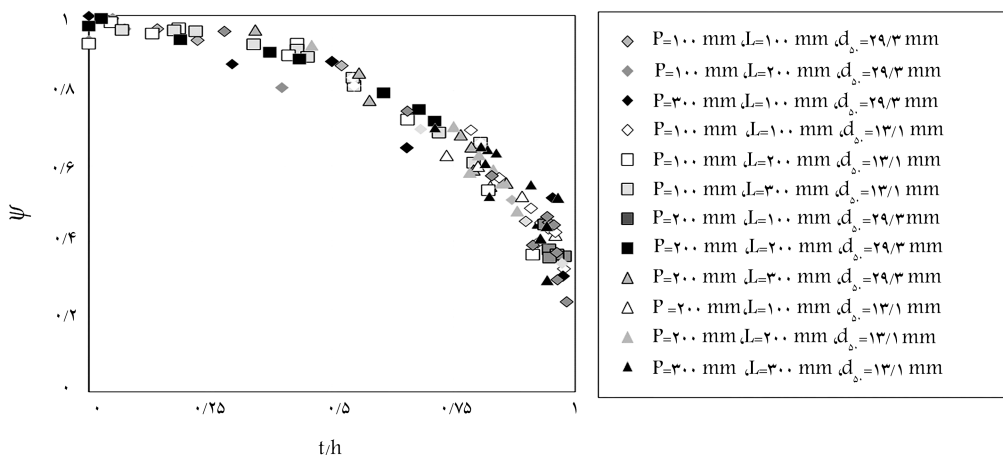 ۱
۰/۸
۰/۶
۰/۴
۰/۲
۰
ψ
۰ ۰/۲۵ ۰/۵ ۰/۷۵ ۱
t/h
P=۱۰۰ mm ،L=۱۰۰ mm ،d۵۰=۲۹/۳ mm
P=۱۰۰ mm ،L=۲۰۰ mm ،d۵۰=۲۹/۳ mm
P=۳۰۰ mm ،L=۱۰۰ mm ،d۵۰=۲۹/۳ mm
P=۱۰۰ mm ،L=۱۰۰ mm ،d۵۰=۱۳/۱ mm
P=۱۰۰ mm ،L=۲۰۰ mm ،d۵۰=۱۳/۱ mm
P=۱۰۰ mm ،L=۳۰۰ mm ،d۵۰=۱۳/۱ mm
P=۲۰۰ mm ،L=۱۰۰ mm ،d۵۰=۲۹/۳ mm
P=۲۰۰ mm ،L=۲۰۰ mm ،d۵۰=۲۹/۳ mm
P=۲۰۰ mm ،L=۳۰۰ mm ،d۵۰=۲۹/۳ mm
P =۲۰۰ mm ،L=۱۰۰ mm ،d۵۰=۱۳/۱ mm
P=۲۰۰ mm ،L=۲۰۰ mm ،d۵۰=۱۳/۱ mm
P=۳۰۰ mm ،L=۳۰۰ mm ،d۵۰=۱۳/۱ mm